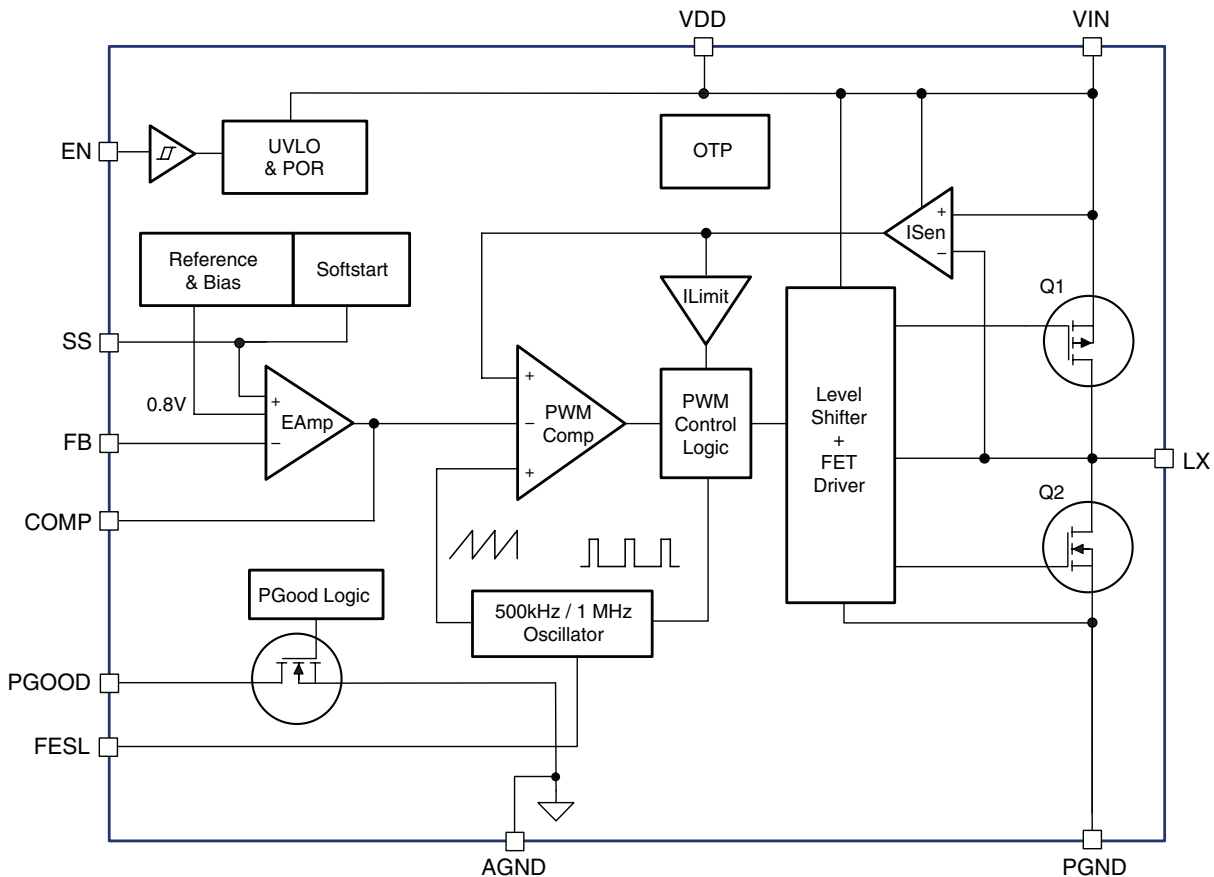 VDD
VIN
EN
UVLO
& POR
OTP
+
ISen
−
Reference
& Bias
Softstart
ILimit
Q1
SS
0.8V
+
EAmp
−
FB
+
−
PWM
Comp
+
PWM
Control
Logic
Level
Shifter
+
FET
Driver
LX
Q2
COMP
PGood Logic
500kHz / 1 MHz
Oscillator
PGOOD
FESL
AGND
PGND